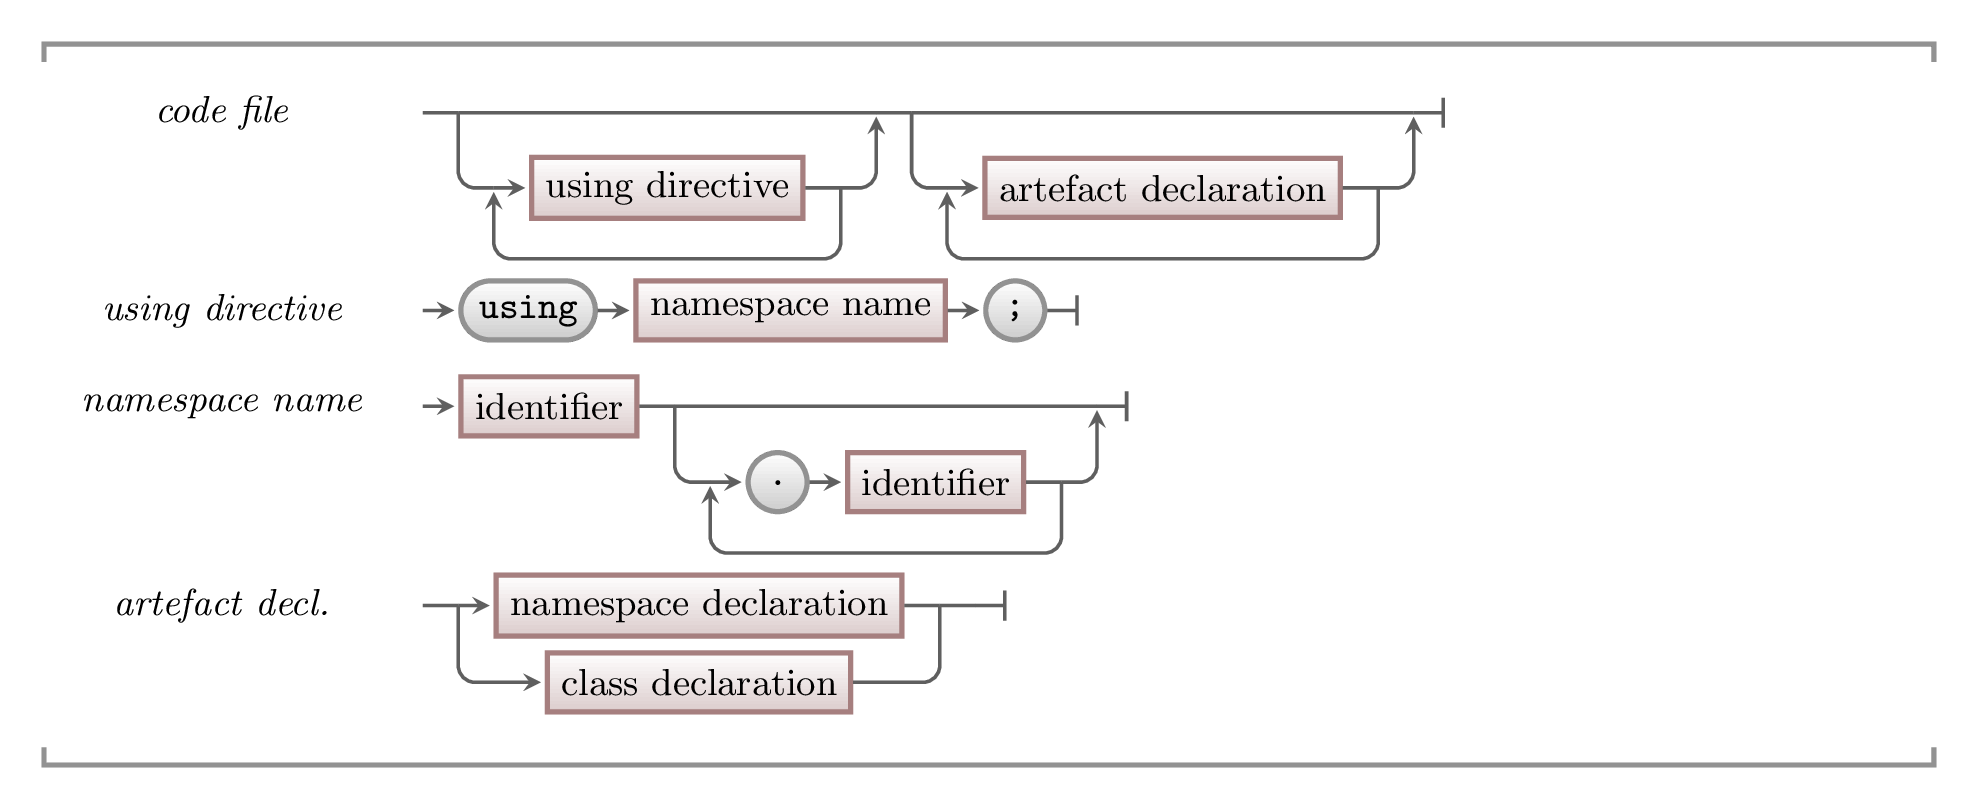 code file
using directive artefact declaration
using directive using namespace name ;
namespace name identifier
. identifier
artefact decl. namespace declaration
class declaration